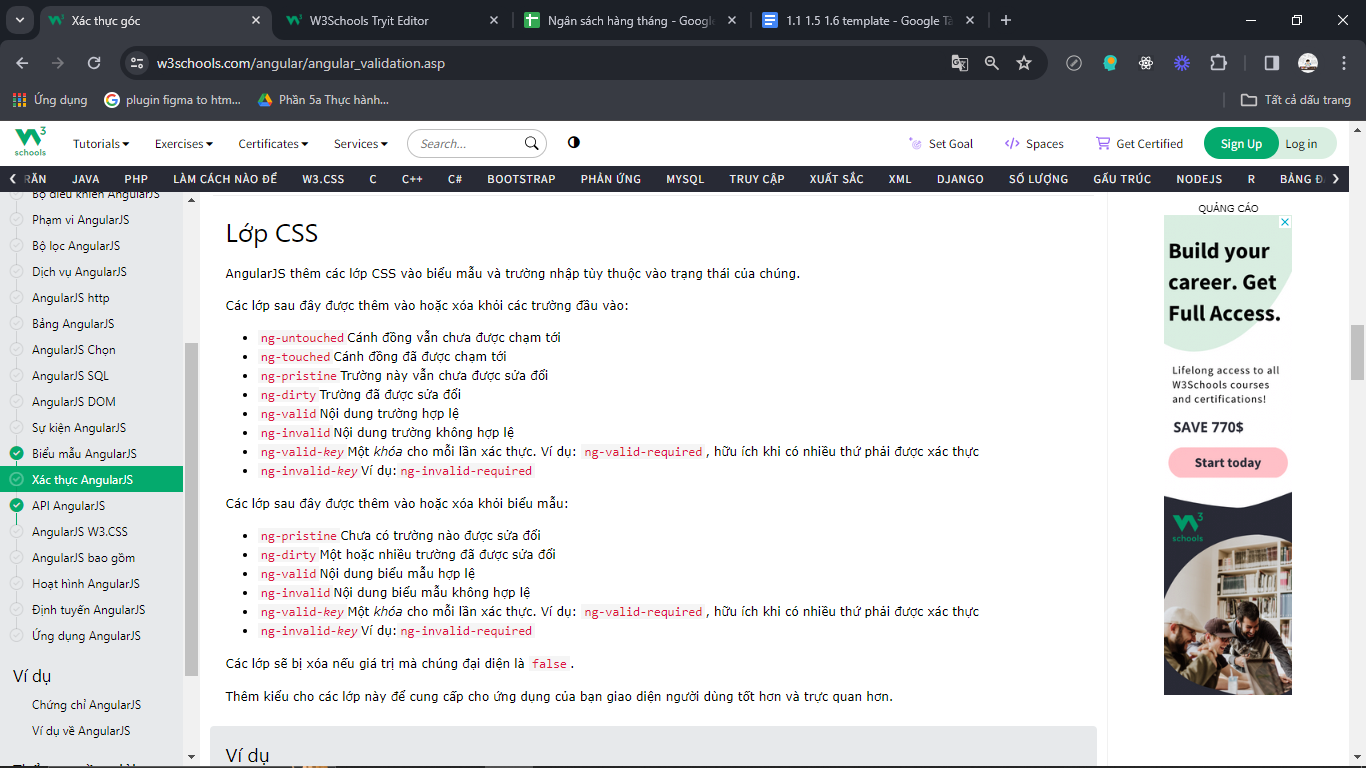 Xác thực góc
W3Schools Tryit Editor
Ngân sách hàng tháng - Google
1.1 1.5 1.6 template - Google Tà
w3schools.com/angular/angular_validation.asp
Ứng dụng
plugin figma to htm...
Phần 5a Thực hành...
Tất cả dấu trang
W3
schools
Tutorials
Exercises
Certificates
Services
Search...
Set Goal
Spaces
Get Certified
Sign Up
Log in
RĂN
JAVA
PHP
LÀM CÁCH NÀO ĐỂ
W3.CSS
C
C++
C#
BOOTSTRAP
PHẢN ỨNG
MYSQL
TRUY CẬP
XUẤT SẮC
XML
DJANGO
SỐ LƯỢNG
GẤU TRÚC
NODEJS
R
BẢNG Đ
Bộ điều khiển AngularJS
Phạm vi AngularJS
Bộ lọc AngularJS
Dịch vụ AngularJS
AngularJS http
Bảng AngularJS
AngularJS Chọn
AngularJS SQL
AngularJS DOM
Sự kiện AngularJS
Biểu mẫu AngularJS
Xác thực AngularJS
API AngularJS
AngularJS W3.CSS
AngularJS bao gồm
Hoạt hình AngularJS
Định tuyến AngularJS
Ứng dụng AngularJS
Ví dụ
Chứng chỉ AngularJS
Ví dụ về AngularJS
Lớp CSS
AngularJS thêm các lớp CSS vào biểu mẫu và trường nhập tùy thuộc vào trạng thái của chúng.
Các lớp sau đây được thêm vào hoặc xóa khỏi các trường đầu vào:
ng-untouched Cánh đồng vẫn chưa được chạm tới
ng-touched Cánh đồng đã được chạm tới
ng-pristine Trường này vẫn chưa được sửa đổi
ng-dirty Trường đã được sửa đổi
ng-valid Nội dung trường hợp lệ
ng-invalid Nội dung trường không hợp lệ
ng-valid-key Một khóa cho mỗi lần xác thực. Ví dụ: ng-valid-required, hữu ích khi có nhiều thứ phải được xác thực
ng-invalid-key Ví dụ: ng-invalid-required
Các lớp sau đây được thêm vào hoặc xóa khỏi biểu mẫu:
ng-pristine Chưa có trường nào được sửa đổi
ng-dirty Một hoặc nhiều trường đã được sửa đổi
ng-valid Nội dung biểu mẫu hợp lệ
ng-invalid Nội dung biểu mẫu không hợp lệ
ng-valid-key Một khóa cho mỗi lần xác thực. Ví dụ: ng-valid-required, hữu ích khi có nhiều thứ phải được xác thực
ng-invalid-key Ví dụ: ng-invalid-required
Các lớp sẽ bị xóa nếu giá trị mà chúng đại diện là false.
Thêm kiểu cho các lớp này để cung cấp cho ứng dụng của bạn giao diện người dùng tốt hơn và trực quan hơn.
Ví dụ
QUẢNG CÁO
Build your
career. Get
Full Access.
Lifelong access to all
W3Schools courses
and certifications!
SAVE 770$
Start today
W3
schools